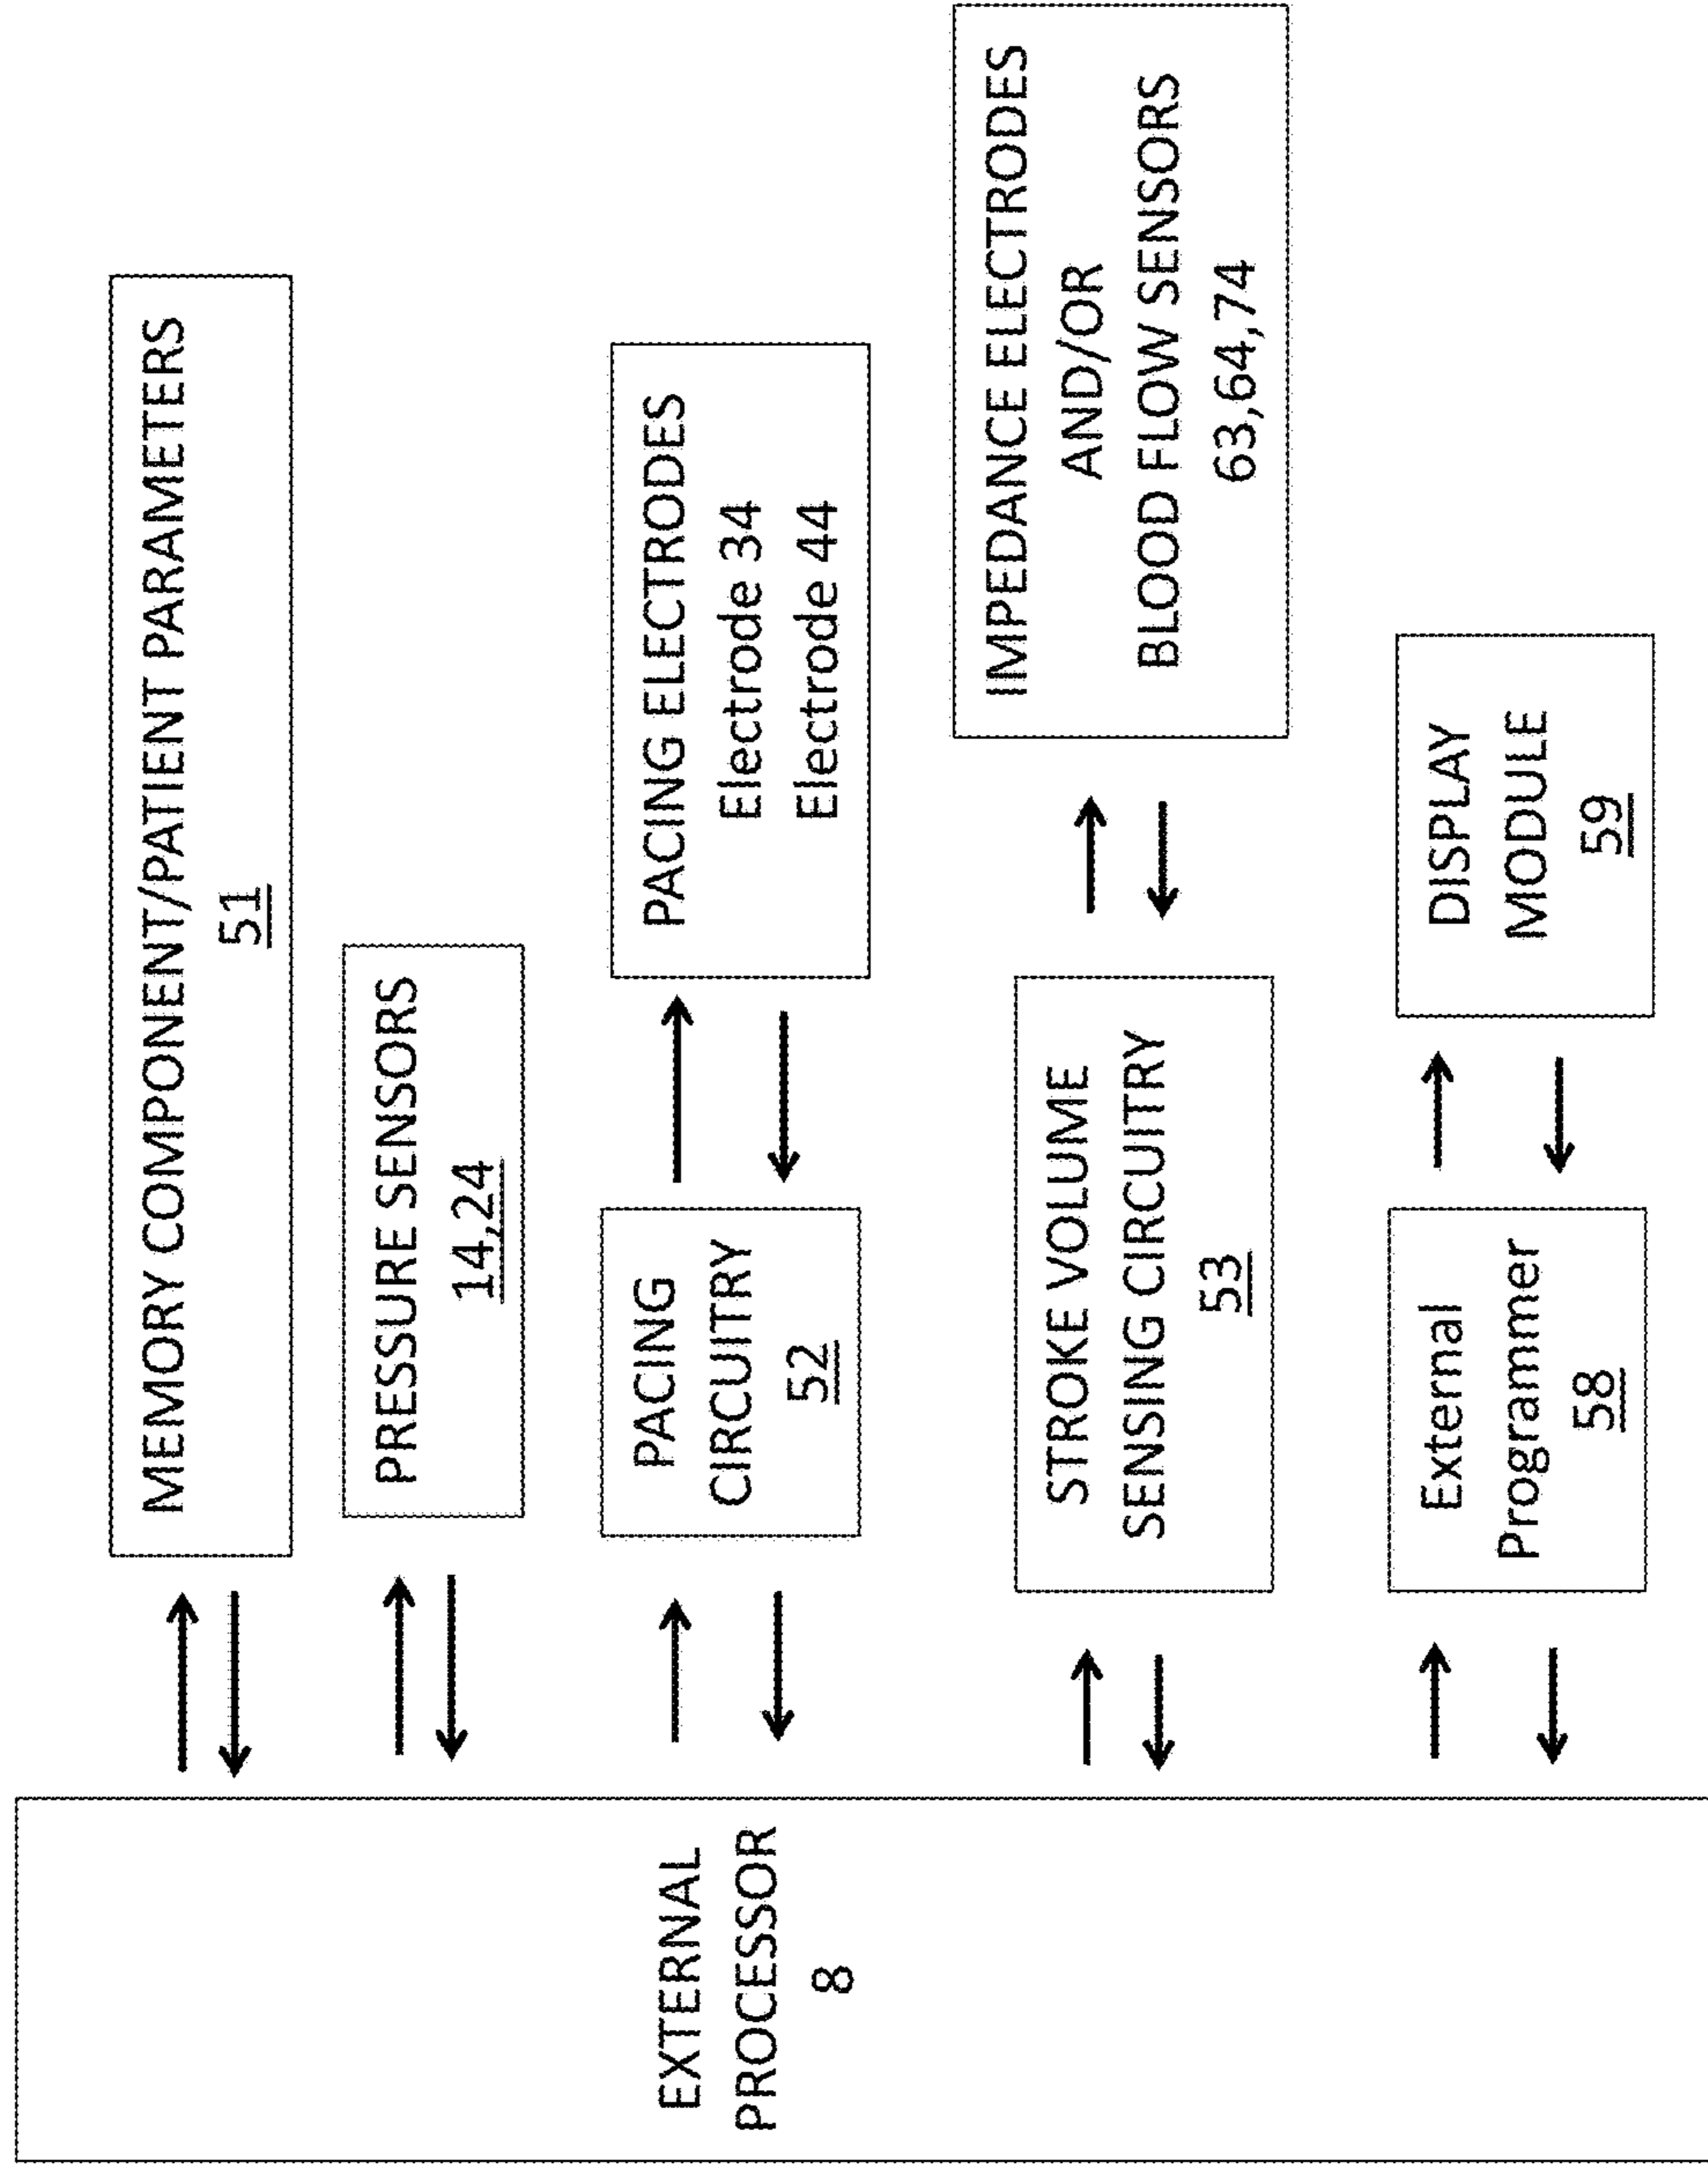 EXTERNAL
PROCESSOR
8
MEMORY COMPONENT/PATIENT PARAMETERS
51
PRESSURE SENSORS
14,24
PACING
CIRCUITRY
52
PACING ELECTRODES
Electrode 34
Electrode 44
STROKE VOLUME
SENSING CIRCUITRY
53
IMPEDANCE ELECTRODES
AND/OR
BLOOD FLOW SENSORS
63,64,74
External
Programmer
58
DISPLAY
MODULE
59